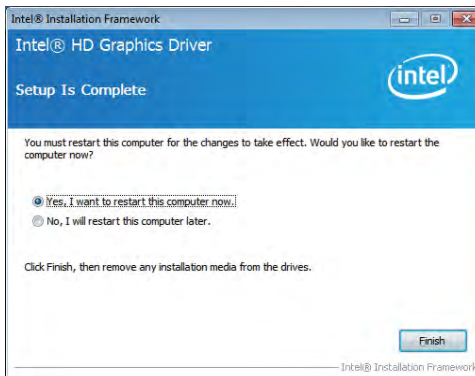 Intel® Installation Framework
Intel® HD Graphics Driver
Setup Is Complete
intel
You must restart this computer for the changes to take effect. Would you like to restart the
computer now?
Yes, I want to restart this computer now.
No, I will restart this computer later.
Click Finish, then remove any installation media from the drives.
Finish
Intel® Installation Framework